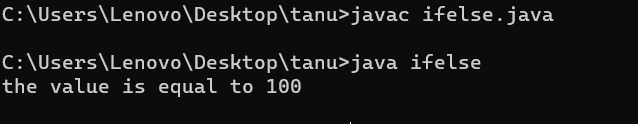 C:\Users\Lenovo\Desktop\tanu>javac ifelse.java
C:\Users\Lenovo\Desktop\tanu>java ifelse
the value is equal to 100